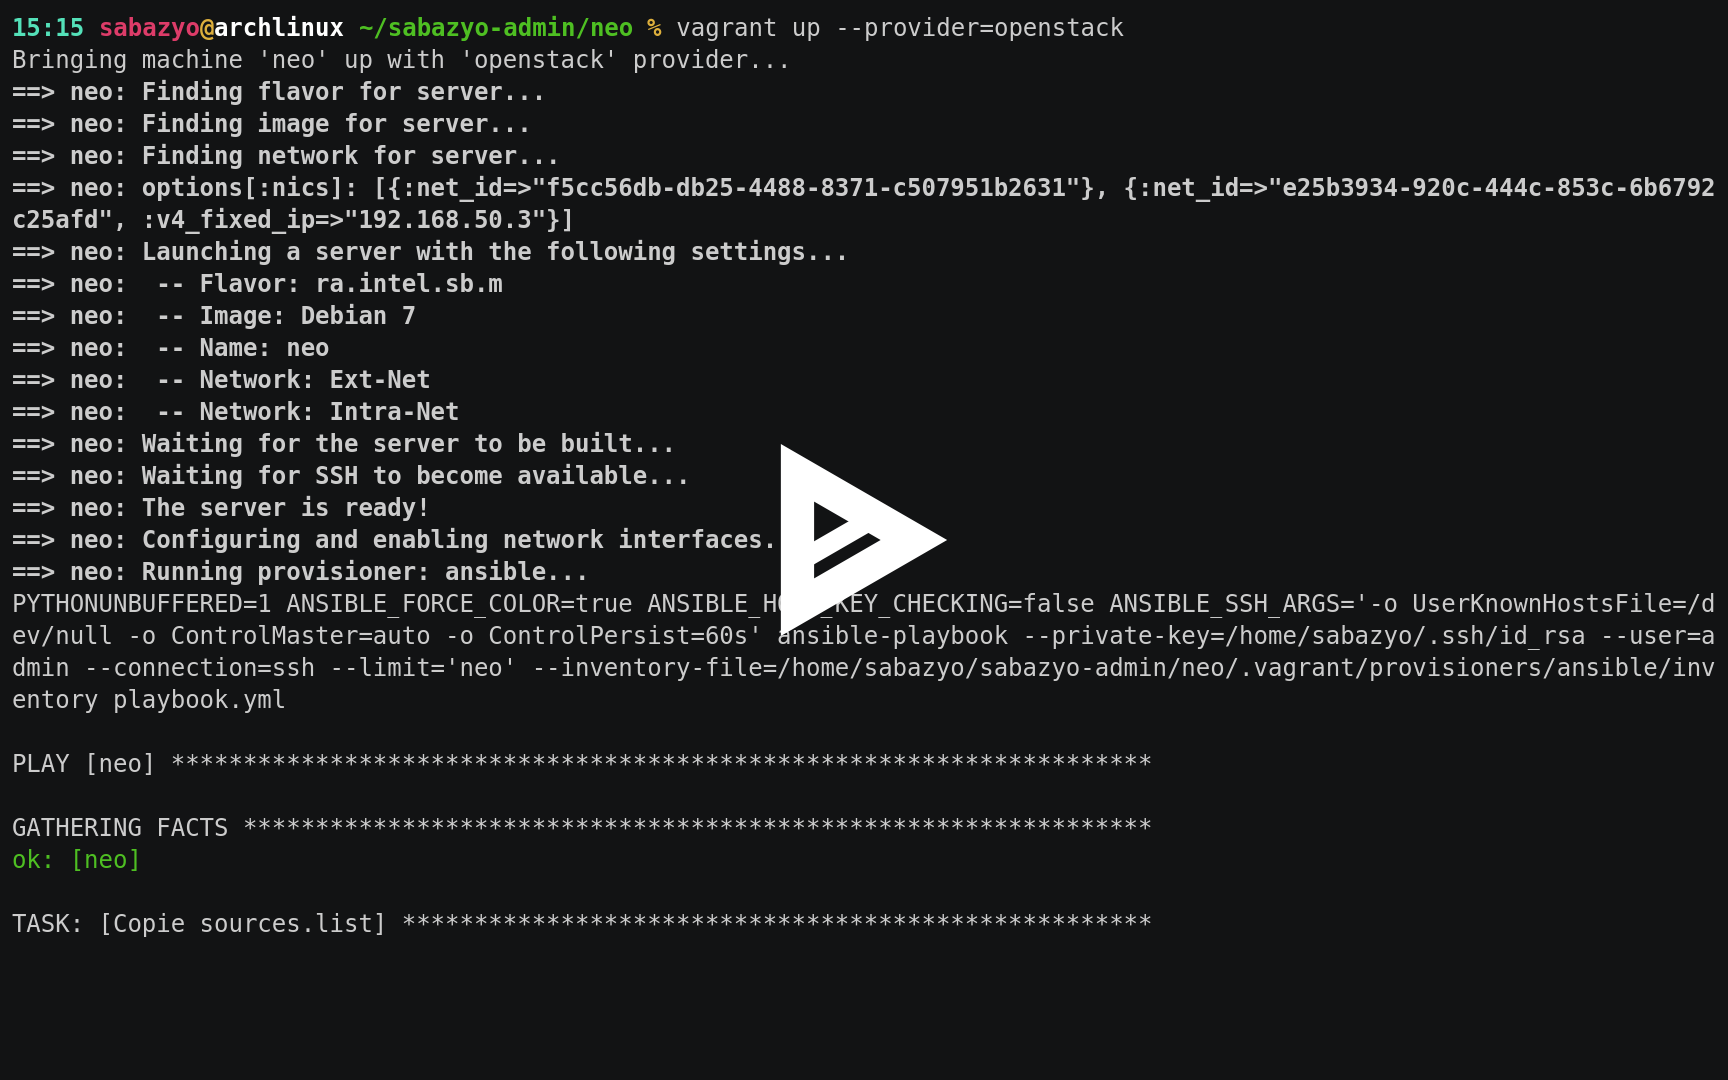 15:15 sabazyo@archlinux ~/sabazyo-admin/neo % vagrant up --provider=openstack
Bringing machine 'neo' up with 'openstack' provider...
==> neo: Finding flavor for server...
==> neo: Finding image for server...
==> neo: Finding network for server...
==> neo: options[:nics]: [{:net_id=>"f5cc56db-db25-4488-8371-c507951b2631"}, {:net_id=>"e25b3934-920c-444c-853c-6b6792
c25afd", :v4_fixed_ip=>"192.168.50.3"}]
==> neo: Launching a server with the following settings...
==> neo:  -- Flavor: ra.intel.sb.m
==> neo:  -- Image: Debian 7
==> neo:  -- Name: neo
==> neo:  -- Network: Ext-Net
==> neo:  -- Network: Intra-Net
==> neo: Waiting for the server to be built...
==> neo: Waiting for SSH to become available...
==> neo: The server is ready!
==> neo: Configuring and enabling network interfaces.
==> neo: Running provisioner: ansible...
PYTHONUNBUFFERED=1 ANSIBLE_FORCE_COLOR=true KEY_CHECKING=false ANSIBLE_SSH_ARGS='-o UserKnownHostsFile=/d
ev/null -o ControlMaster=auto -o ControlPersist=60s' ansible-playbook --private-key=/home/sabazyo/.ssh/id_rsa --user=a
dmin --connection=ssh --limit='neo' --inventory-file=/home/sabazyo/sabazyo-admin/neo/.vagrant/provisioners/ansible/inv
entory playbook.yml
PLAY [neo] ********************************************************************
GATHERING FACTS ***************************************************************
ok: [neo]
TASK: [Copie sources.list] ****************************************************